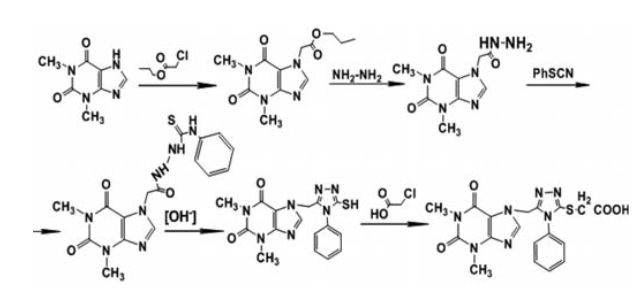 O H
CH₃ N N O Cl
O N N
CH₃
O O
CH₃ N N
O N N
CH₃
NH₂-NH₂
HN-NH₂
O O
CH₃ N N
O N N
CH₃
PhSCN
S H
N
NH
NH
O O
CH₃ N N
O N N
CH₃
[OH⁻]
O N N
CH₃ N N SH
N
O N N
CH₃
O Cl
HO
O N N H₂
CH₃ N N S C COOH
N
O N N
CH₃